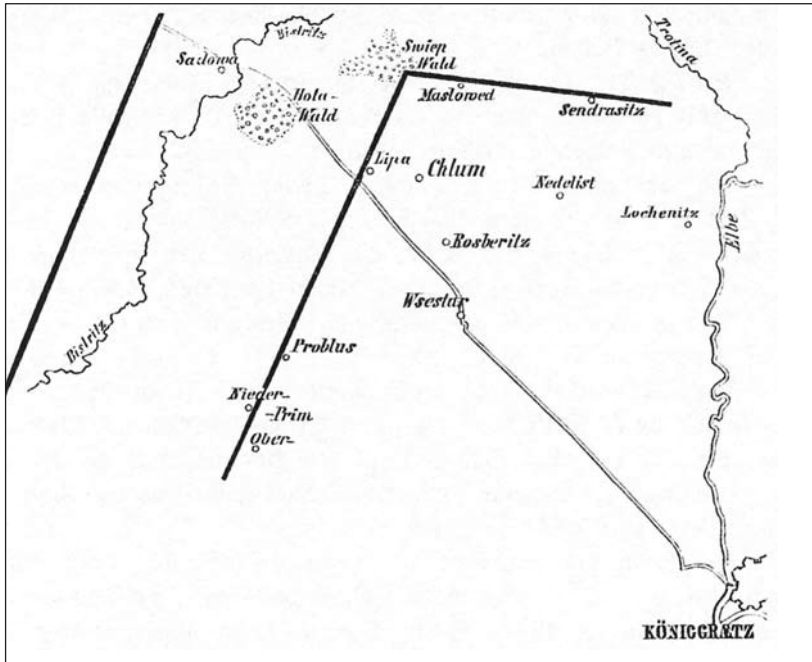 Bistritz
Sadowa
Swiep
Wald
Trotina
Hola-
Wald
Maslowed
Sendrasitz
Lipa
Chlum
Nedelist
Lochenitz
Elbe
Rosberitz
Wsestar
Bistritz
Problus
Nieder-
-Prim
Ober-
KÖNIGGRÆTZ